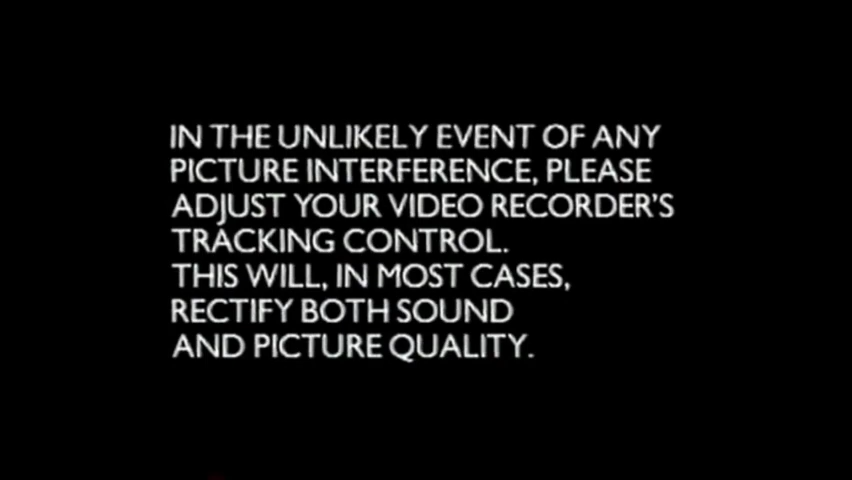 IN THE UNLIKELY EVENT OF ANY
PICTURE INTERFERENCE, PLEASE
ADJUST YOUR VIDEO RECORDER'S
TRACKING CONTROL.
THIS WILL, IN MOST CASES,
RECTIFY BOTH SOUND
AND PICTURE QUALITY.